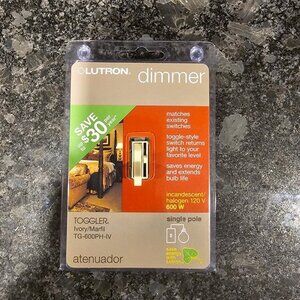 LUTRON.
dimmer
SAVE
$30
matches
existing
switches
toggle-style
switch returns
light to your
favorite level
saves energy
and extends
bulb life
incandescent/
halogen 120 V
600 W
single pole
TOGGLER
Ivory/Marfil
TG-600PH-IV
atenuador